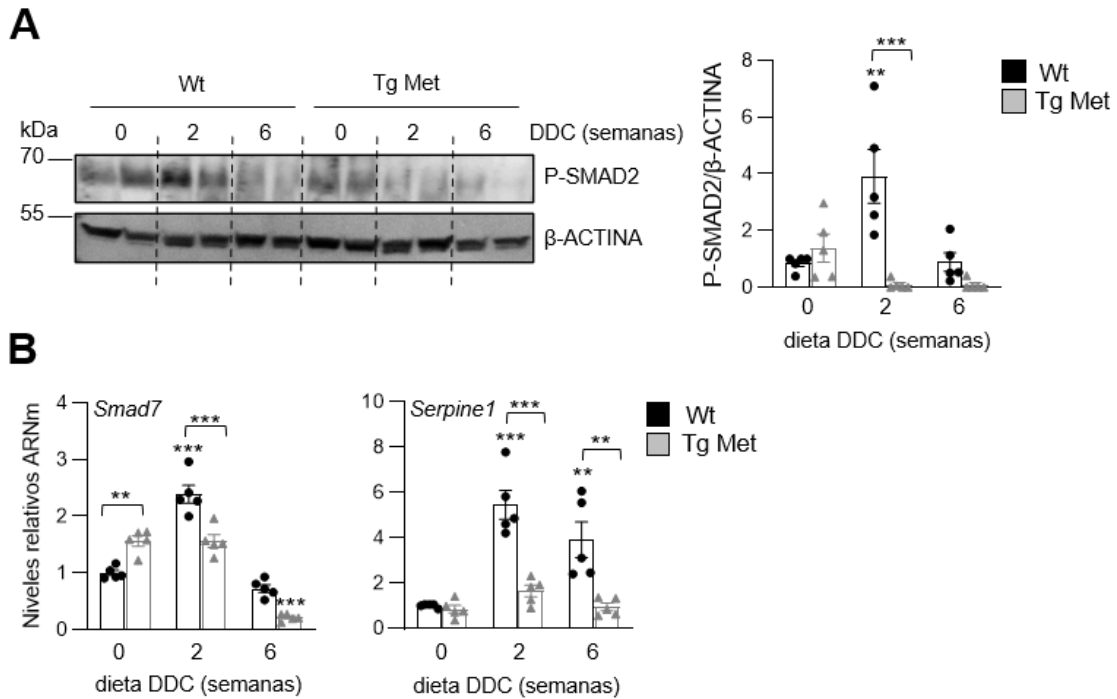 A
Wt
Tg Met
kDa
0 2 6 0 2 6 DDC (semanas)
70
P-SMAD2
55
β-ACTINA
P-SMAD2/β-ACTINA
8
6
4
2
0
***
**
0 2 6
dieta DDC (semanas)
Wt
Tg Met
B
Niveles relativos ARNm
4
3
2
1
0
Smad7
**
***
***
***
0 2 6
dieta DDC (semanas)
10
8
6
4
2
0
Serpine1
***
***
**
**
0 2 6
dieta DDC (semanas)
Wt
Tg Met